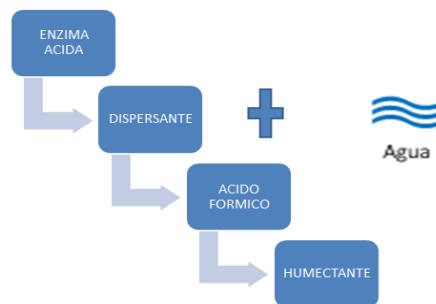 ENZIMA
ACIDA
DISPERSANTE
Agua
ACIDO
FORMICO
HUMECTANTE